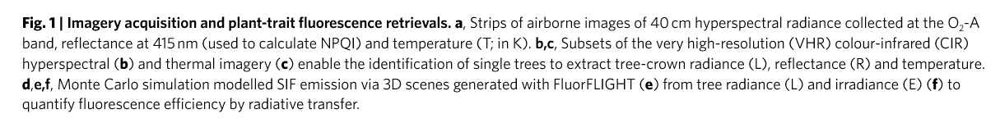 Fig. 1 | Imagery acquisition and plant-trait fluorescence retrievals. a, Strips of airborne images of 40 cm hyperspectral radiance collected at the O₂-A
band, reflectance at 415 nm (used to calculate NPQI) and temperature (T; in K). b,c, Subsets of the very high-resolution (VHR) colour-infrared (CIR)
hyperspectral (b) and thermal imagery (c) enable the identification of single trees to extract tree-crown radiance (L), reflectance (R) and temperature.
d,e,f, Monte Carlo simulation modelled SIF emission via 3D scenes generated with FluorFLIGHT (e) from tree radiance (L) and irradiance (E) (f) to
quantify fluorescence efficiency by radiative transfer.